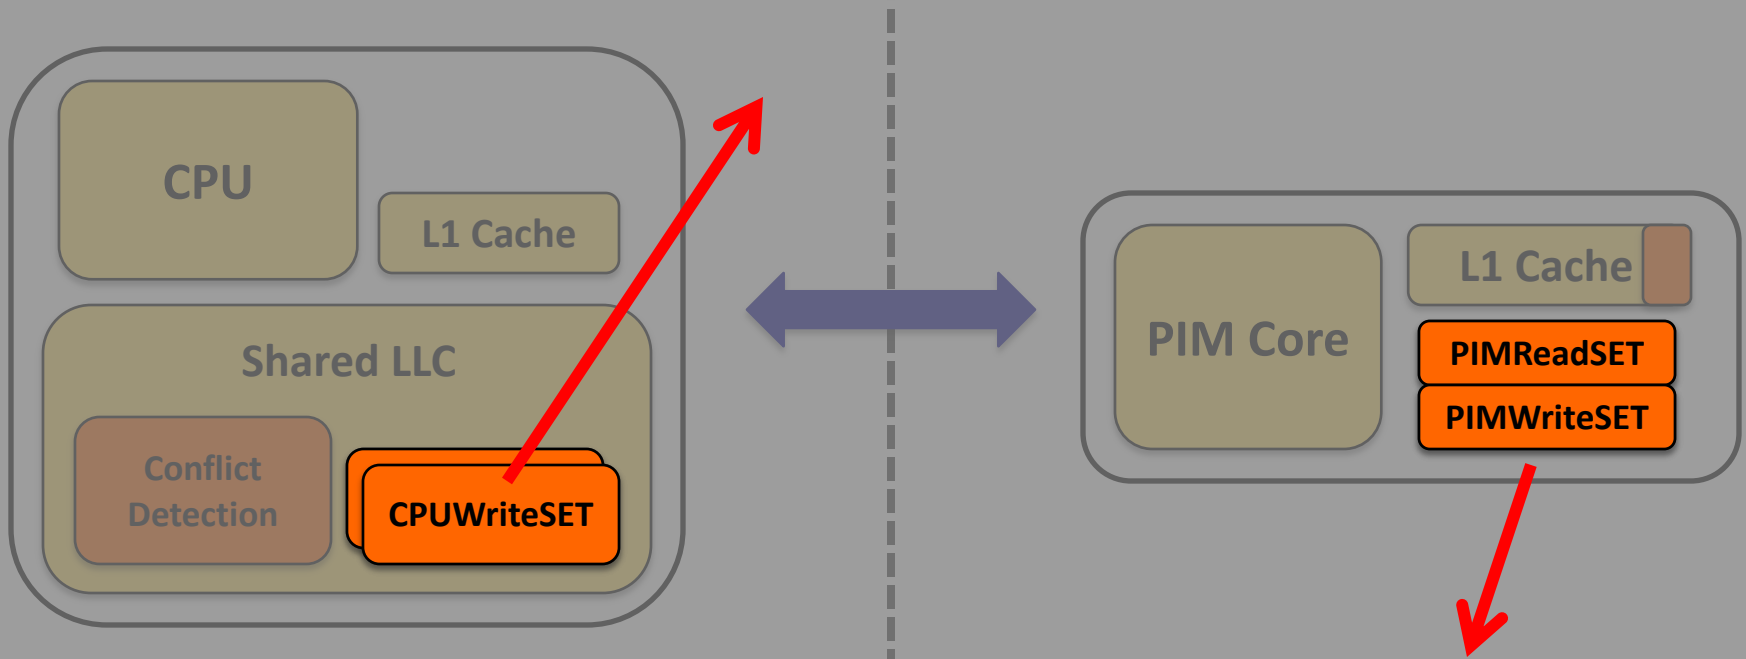 CPU
L1 Cache
Shared LLC
Conflict
Detection
CPUWriteSET
PIM Core
L1 Cache
PIMReadSET
PIMWriteSET